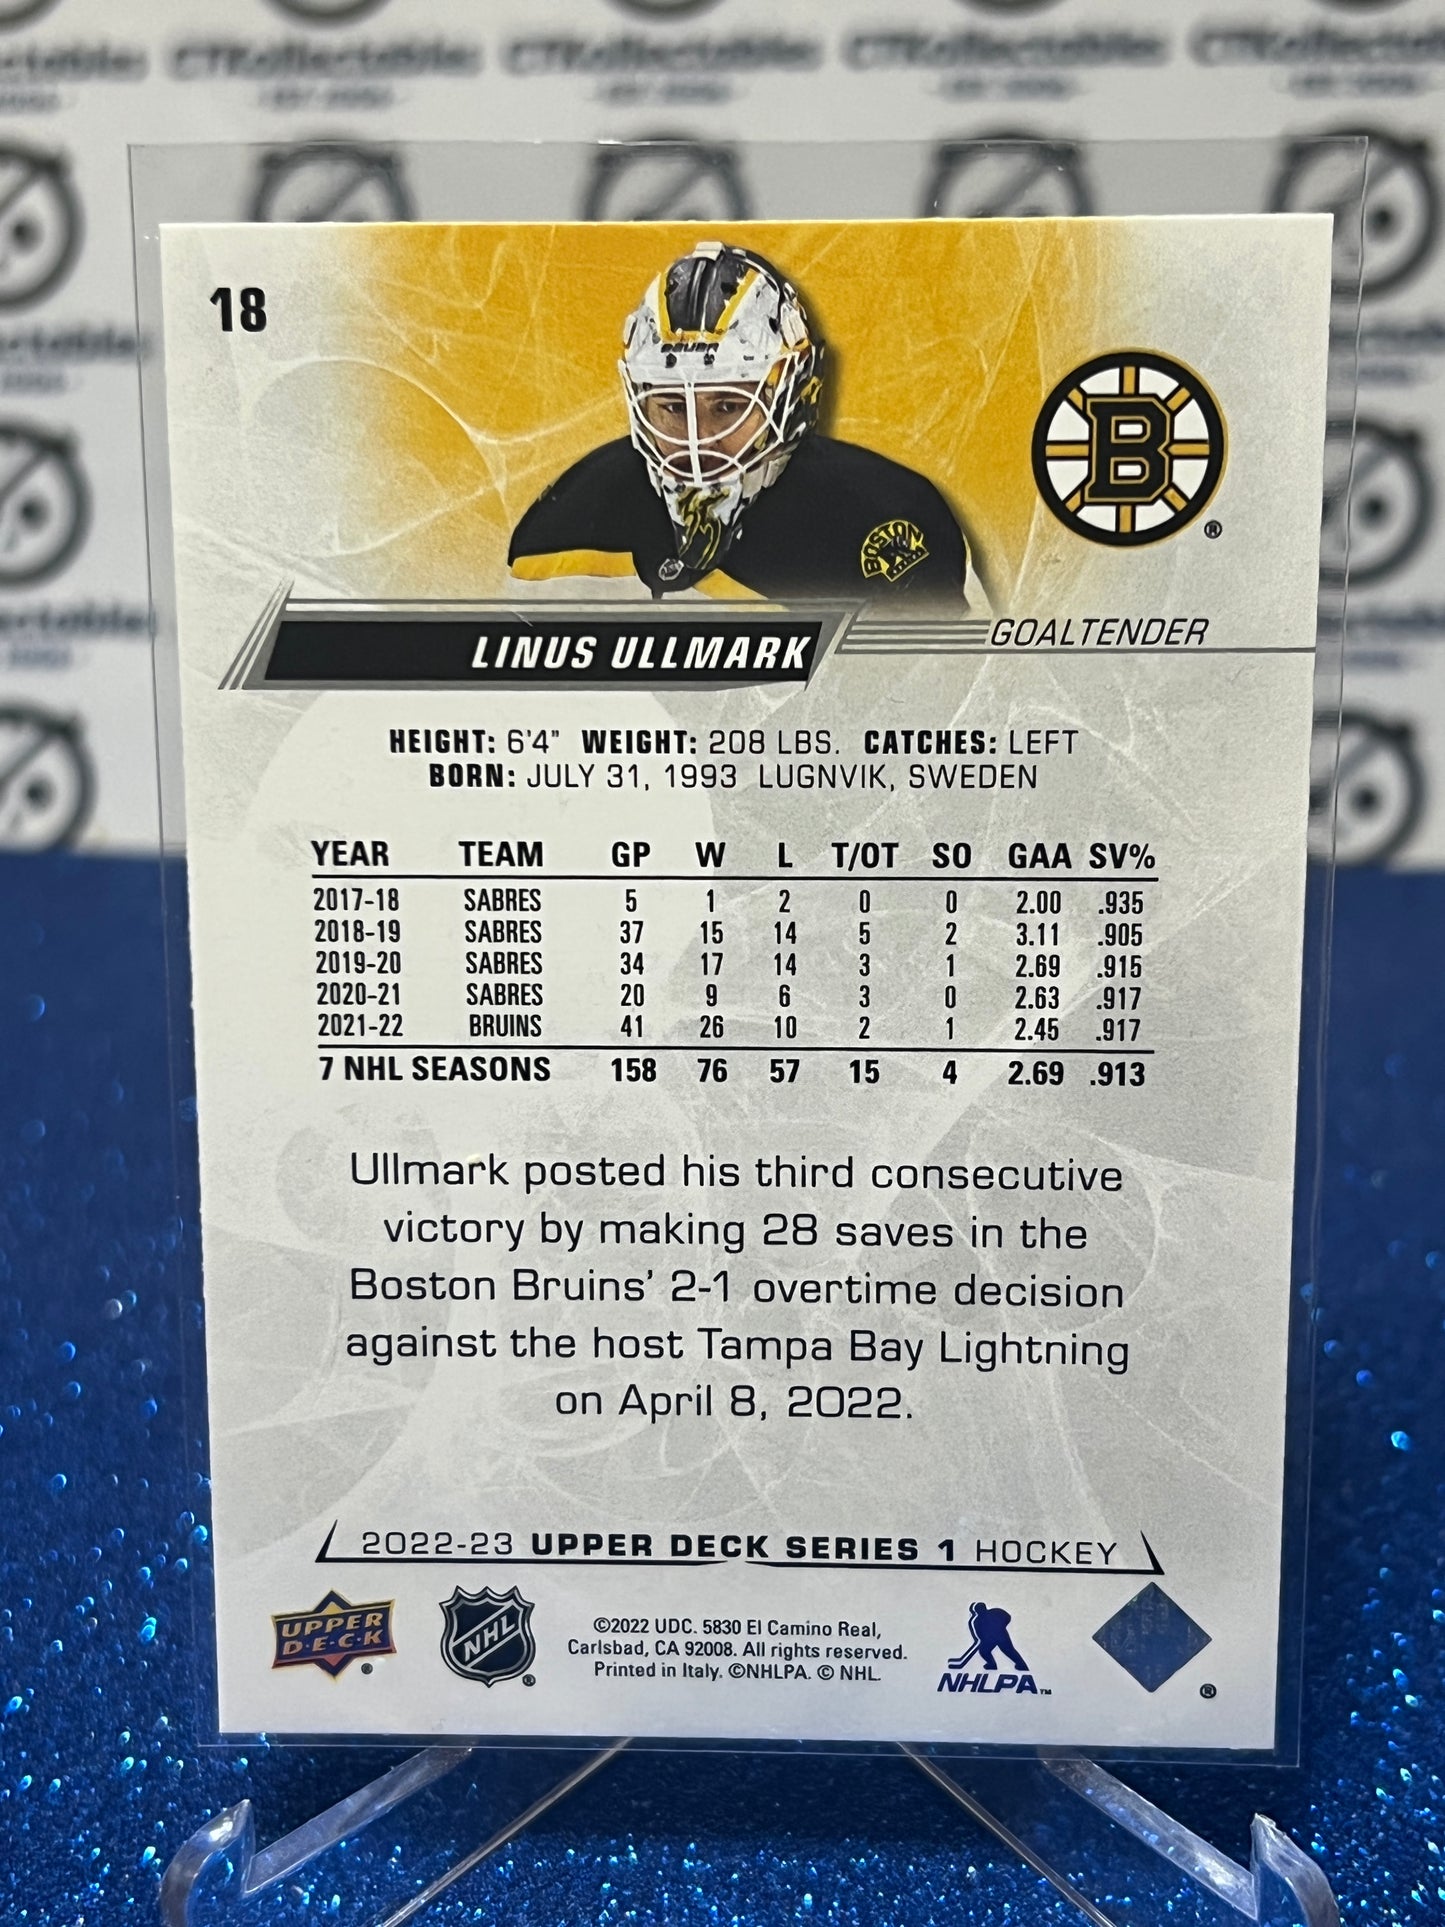 CTKollectables
18
BAUER
B
®
BOSTON
LINUS ULLMARK
GOALTENDER
HEIGHT: 6'4" WEIGHT: 208 LBS. CATCHES: LEFT
BORN: JULY 31, 1993 LUGNVIK, SWEDEN
YEAR TEAM GP W L T/OT SO GAA SV%
2017-18 SABRES 5 1 2 0 0 2.00 .935
2018-19 SABRES 37 15 14 5 2 3.11 .905
2019-20 SABRES 34 17 14 3 1 2.69 .915
2020-21 SABRES 20 9 6 3 0 2.63 .917
2021-22 BRUINS 41 26 10 2 1 2.45 .917
7 NHL SEASONS 158 76 57 15 4 2.69 .913
Ullmark posted his third consecutive
victory by making 28 saves in the
Boston Bruins' 2-1 overtime decision
against the host Tampa Bay Lightning
on April 8, 2022.
2022-23 UPPER DECK SERIES 1 HOCKEY
UPPER
D·E·C·K
®
NHL
®
©2022 UDC. 5830 El Camino Real,
Carlsbad, CA 92008. All rights reserved.
Printed in Italy. ©NHLPA. © NHL.
NHLPA™
®